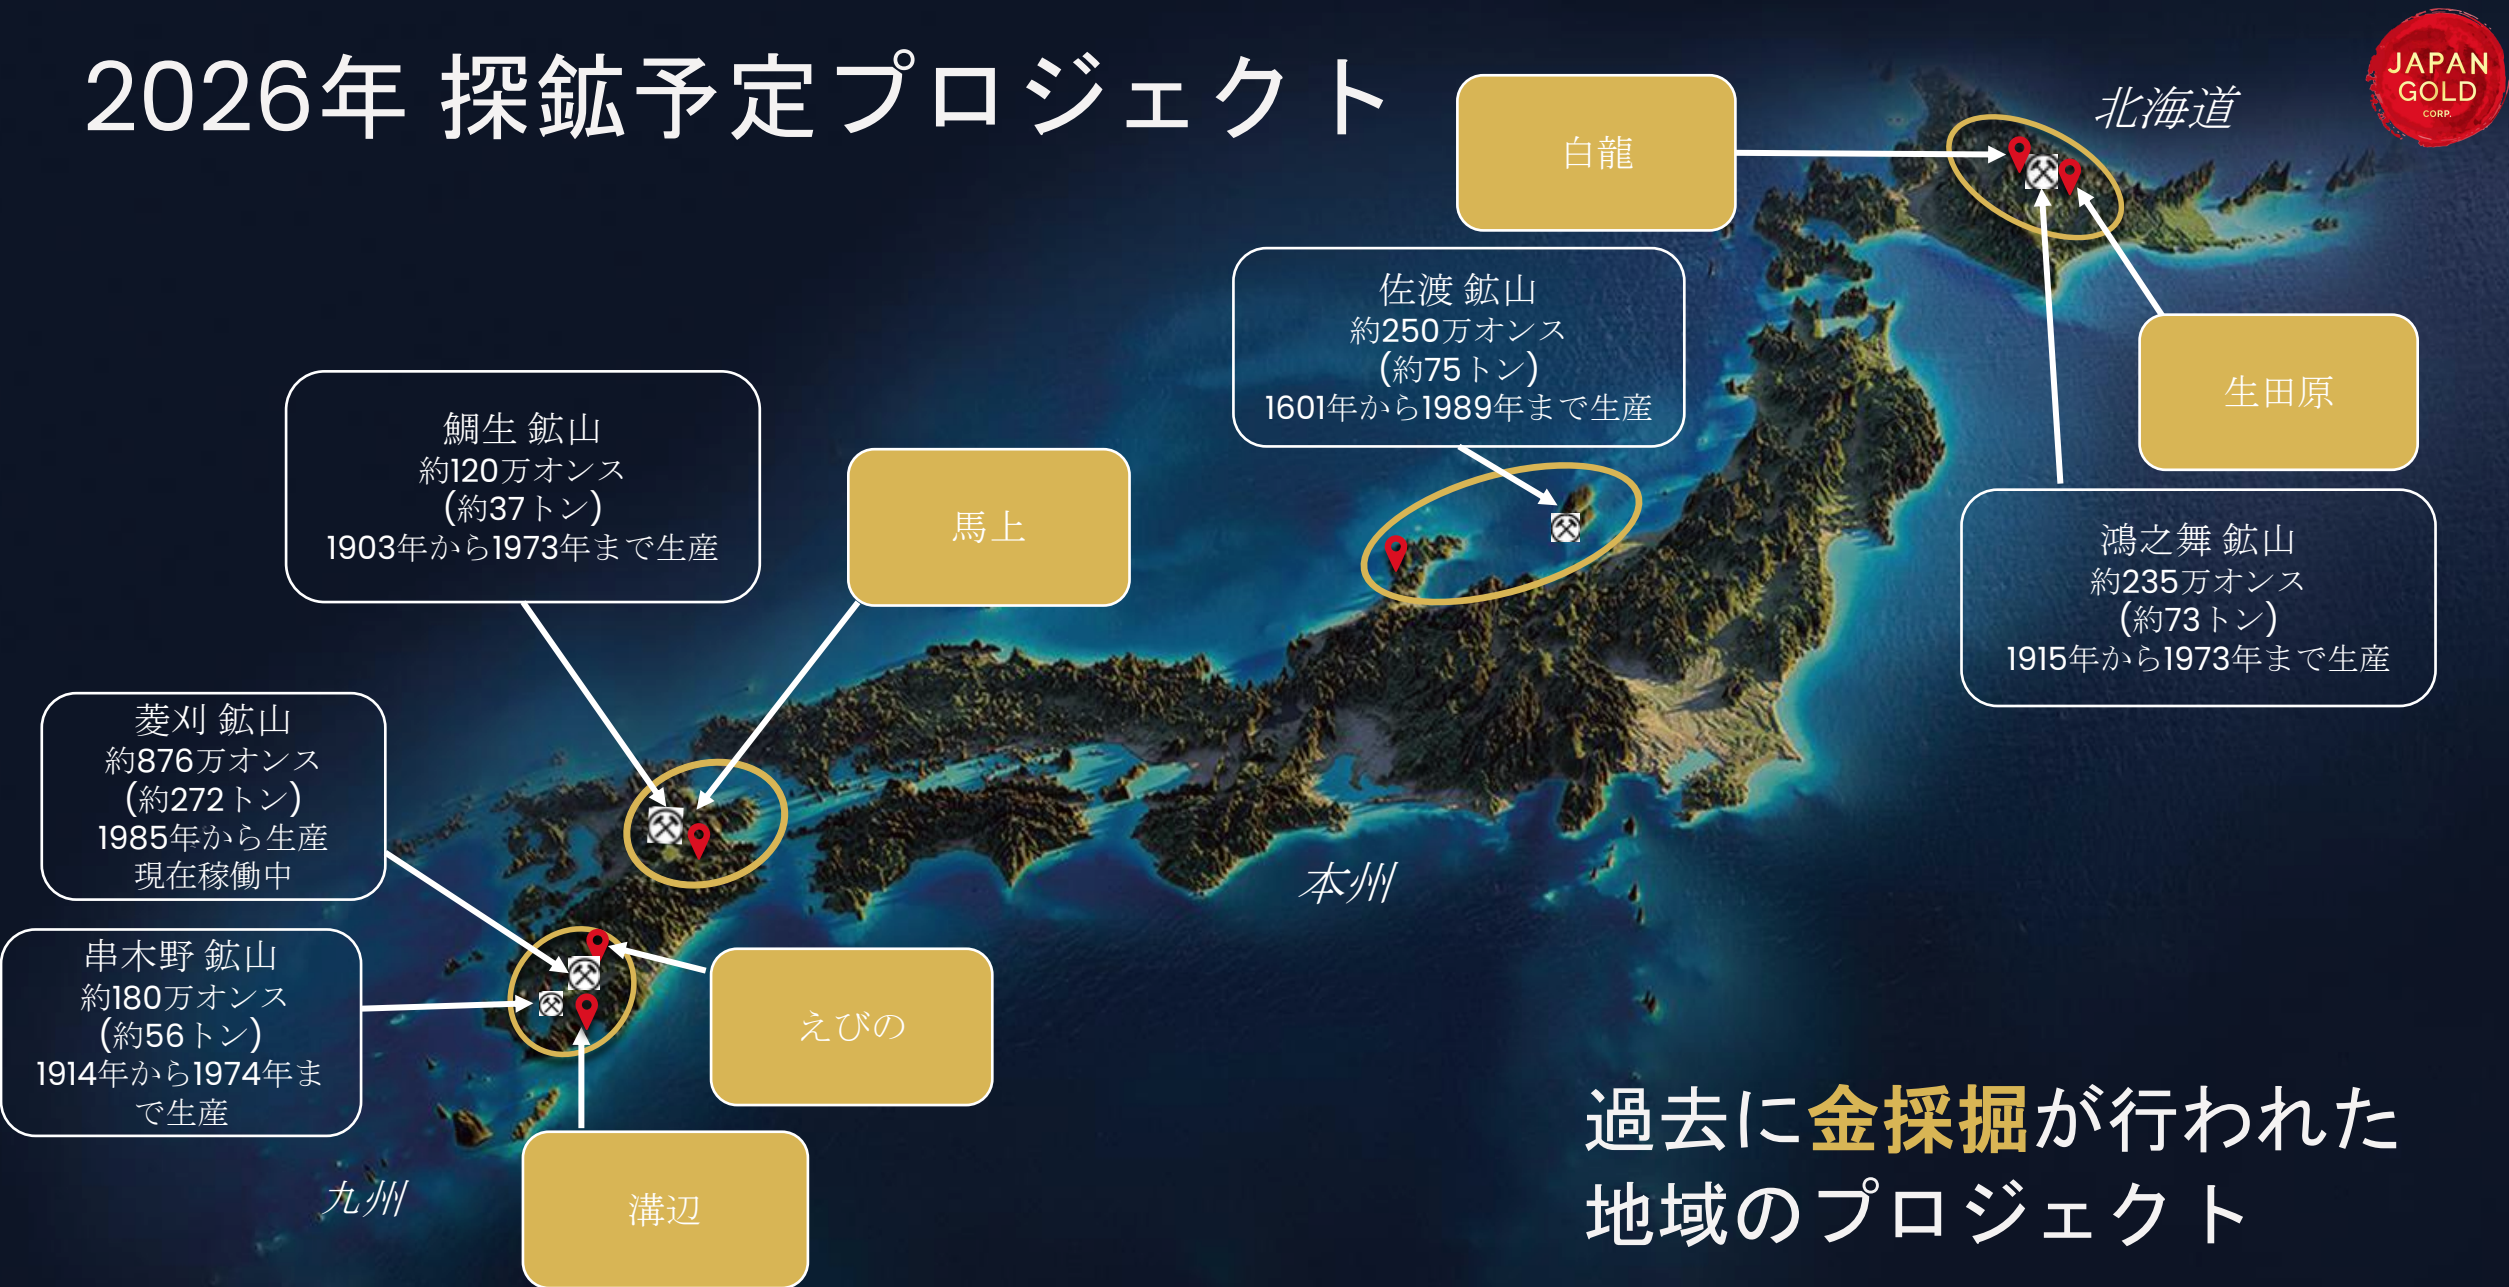 2026年 探鉱予定プロジェクト
JAPAN
GOLD
CORP.
北海道
白龍
佐渡 鉱山
約250万オンス
(約75トン)
1601年から1989年まで生産
生田原
鯛生 鉱山
約120万オンス
(約37トン)
1903年から1973年まで生産
馬上
鴻之舞 鉱山
約235万オンス
(約73トン)
1915年から1973年まで生産
菱刈 鉱山
約876万オンス
(約272トン)
1985年から生産
現在稼働中
本州
串木野 鉱山
約180万オンス
(約56トン)
1914年から1974年ま
で生産
えびの
溝辺
九州
過去に金採掘が行われた
地域のプロジェクト